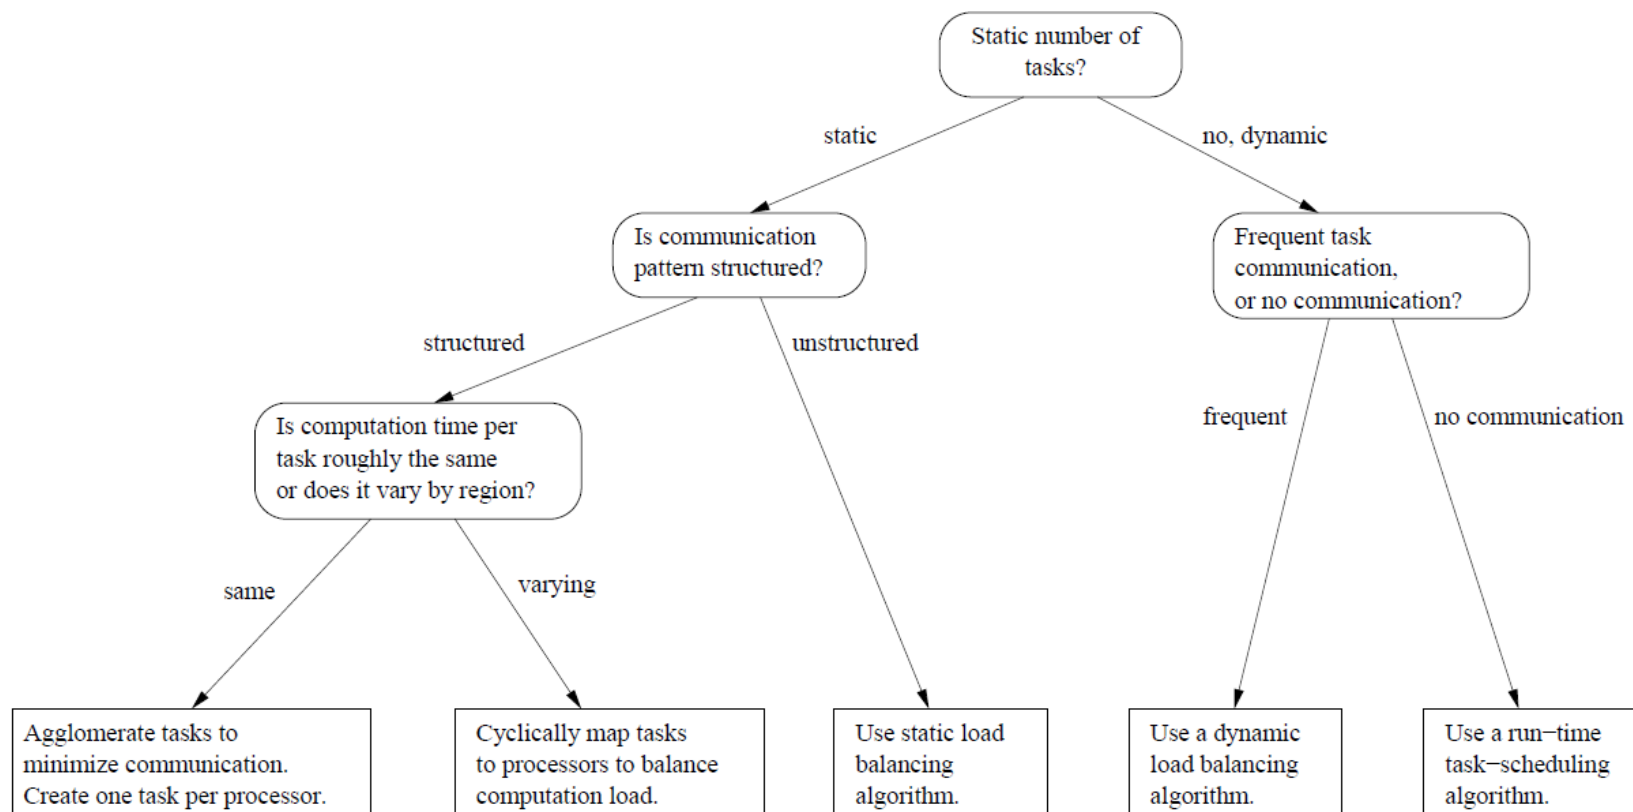 Static number of
tasks?
static
no, dynamic
Is communication
pattern structured?
Frequent task
communication,
or no communication?
structured
unstructured
frequent
no communication
Is computation time per
task roughly the same
or does it vary by region?
same
varying
Agglomerate tasks to
minimize communication.
Create one task per processor.
Cyclically map tasks
to processors to balance
computation load.
Use static load
balancing
algorithm.
Use a dynamic
load balancing
algorithm.
Use a run−time
task−scheduling
algorithm.